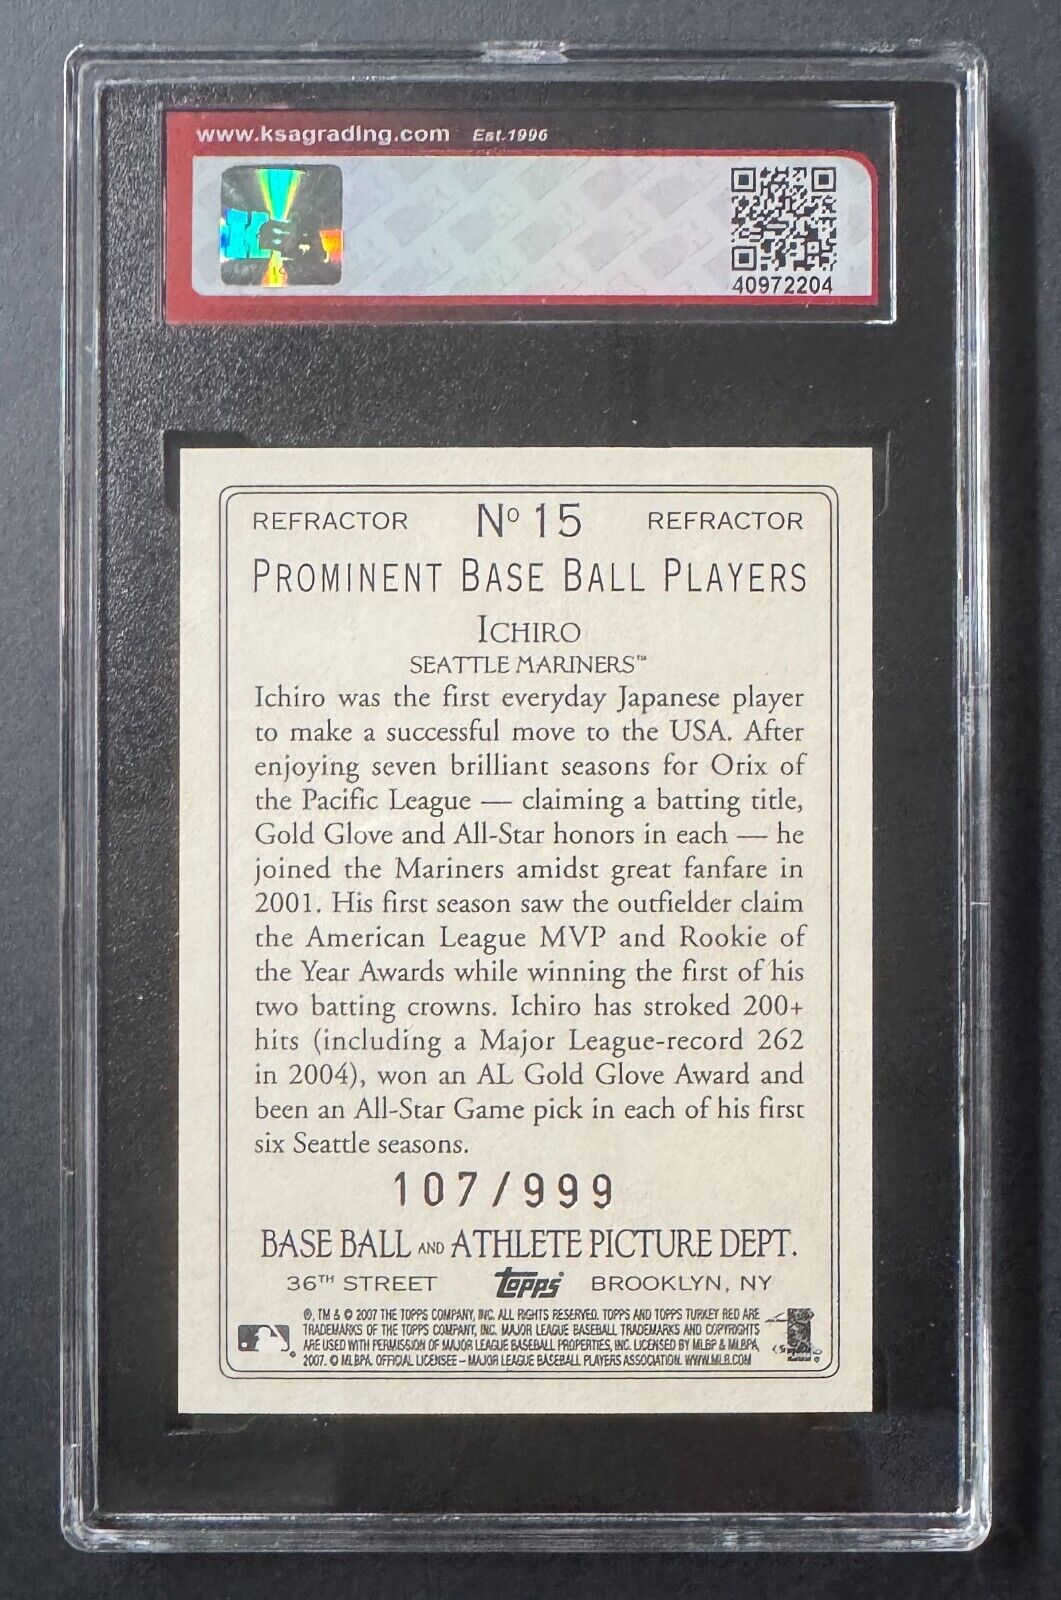 www.ksagrading.com Est.1996
K
40972204
REFRACTOR No 15 REFRACTOR
PROMINENT BASE BALL PLAYERS
ICHIRO
SEATTLE MARINERS™
Ichiro was the first everyday Japanese player
to make a successful move to the USA. After
enjoying seven brilliant seasons for Orix of
the Pacific League — claiming a batting title,
Gold Glove and All-Star honors in each — he
joined the Mariners amidst great fanfare in
2001. His first season saw the outfielder claim
the American League MVP and Rookie of
the Year Awards while winning the first of his
two batting crowns. Ichiro has stroked 200+
hits (including a Major League-record 262
in 2004), won an AL Gold Glove Award and
been an All-Star Game pick in each of his first
six Seattle seasons.
107/999
BASE BALL AND ATHLETE PICTURE DEPT.
36TH STREET Topps BROOKLYN, NY
®, TM & © 2007 THE TOPPS COMPANY, INC. ALL RIGHTS RESERVED. TOPPS AND TOPPS TURKEY RED ARE
TRADEMARKS OF THE TOPPS COMPANY, INC. MAJOR LEAGUE BASEBALL TRADEMARKS AND COPYRIGHTS
ARE USED WITH PERMISSION OF MAJOR LEAGUE BASEBALL PROPERTIES, INC. LICENSED BY MLBP & MLBPA,
2007. © MLBPA. OFFICIAL LICENSEE – MAJOR LEAGUE BASEBALL PLAYERS ASSOCIATION. WWW.MLB.COM